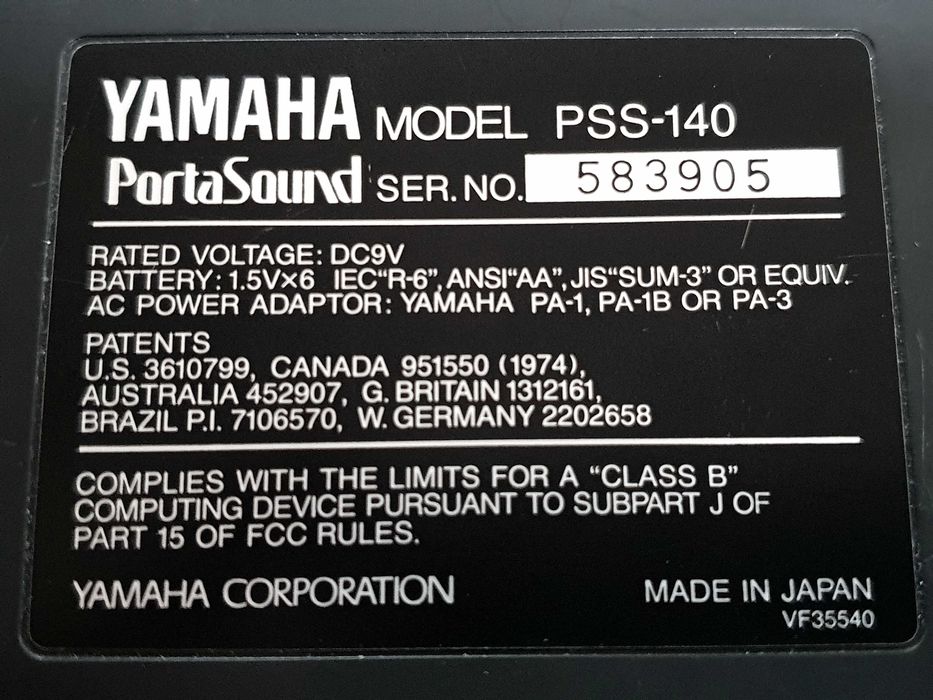 YAMAHA MODEL PSS-140
PortaSound SER.NO. 583905
RATED VOLTAGE: DC9V
BATTERY: 1.5V×6 IEC"R-6", ANSI"AA", JIS"SUM-3" OR EQUIV.
AC POWER ADAPTOR: YAMAHA PA-1, PA-1B OR PA-3
PATENTS
U.S. 3610799, CANADA 951550 (1974),
AUSTRALIA 452907, G. BRITAIN 1312161,
BRAZIL P.I. 7106570, W. GERMANY 2202658
COMPLIES WITH THE LIMITS FOR A "CLASS B"
COMPUTING DEVICE PURSUANT TO SUBPART J OF
PART 15 OF FCC RULES.
YAMAHA CORPORATION MADE IN JAPAN
VF35540